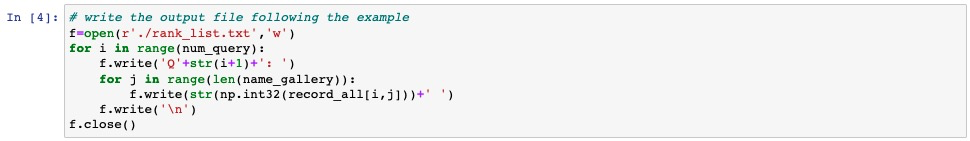 In [4]: # write the output file following the example
f=open(r'./rank_list.txt','w')
for i in range(num_query):
    f.write('Q'+str(i+1)+': ')
    for j in range(len(name_gallery)):
        f.write(str(np.int32(record_all[i,j]))+' ')
    f.write('\n')
f.close()